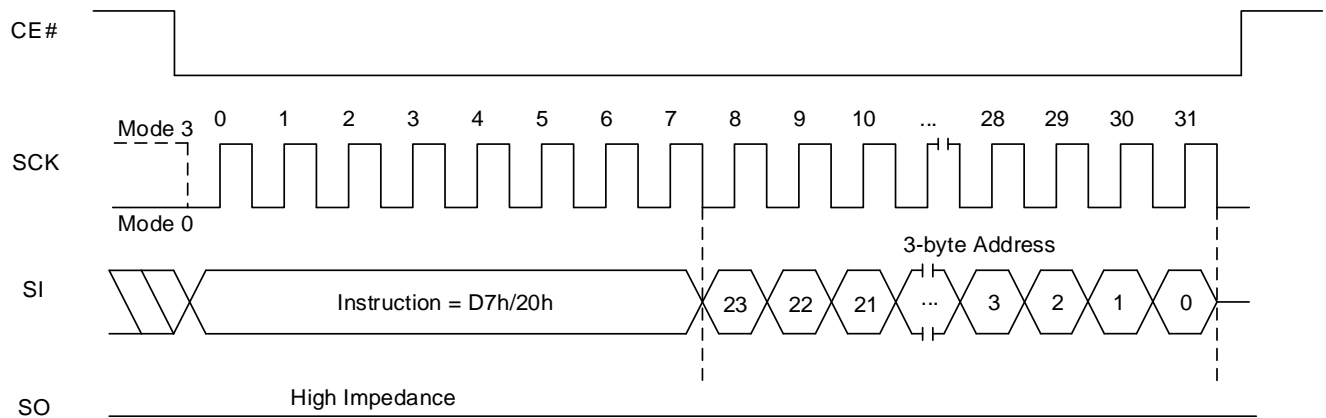 CE#
0 1 2 3 4 5 6 7 8 9 10 ... 28 29 30 31
Mode 3
SCK
Mode 0
3-byte Address
SI
Instruction = D7h/20h 23 22 21 ... 3 2 1 0
High Impedance
SO